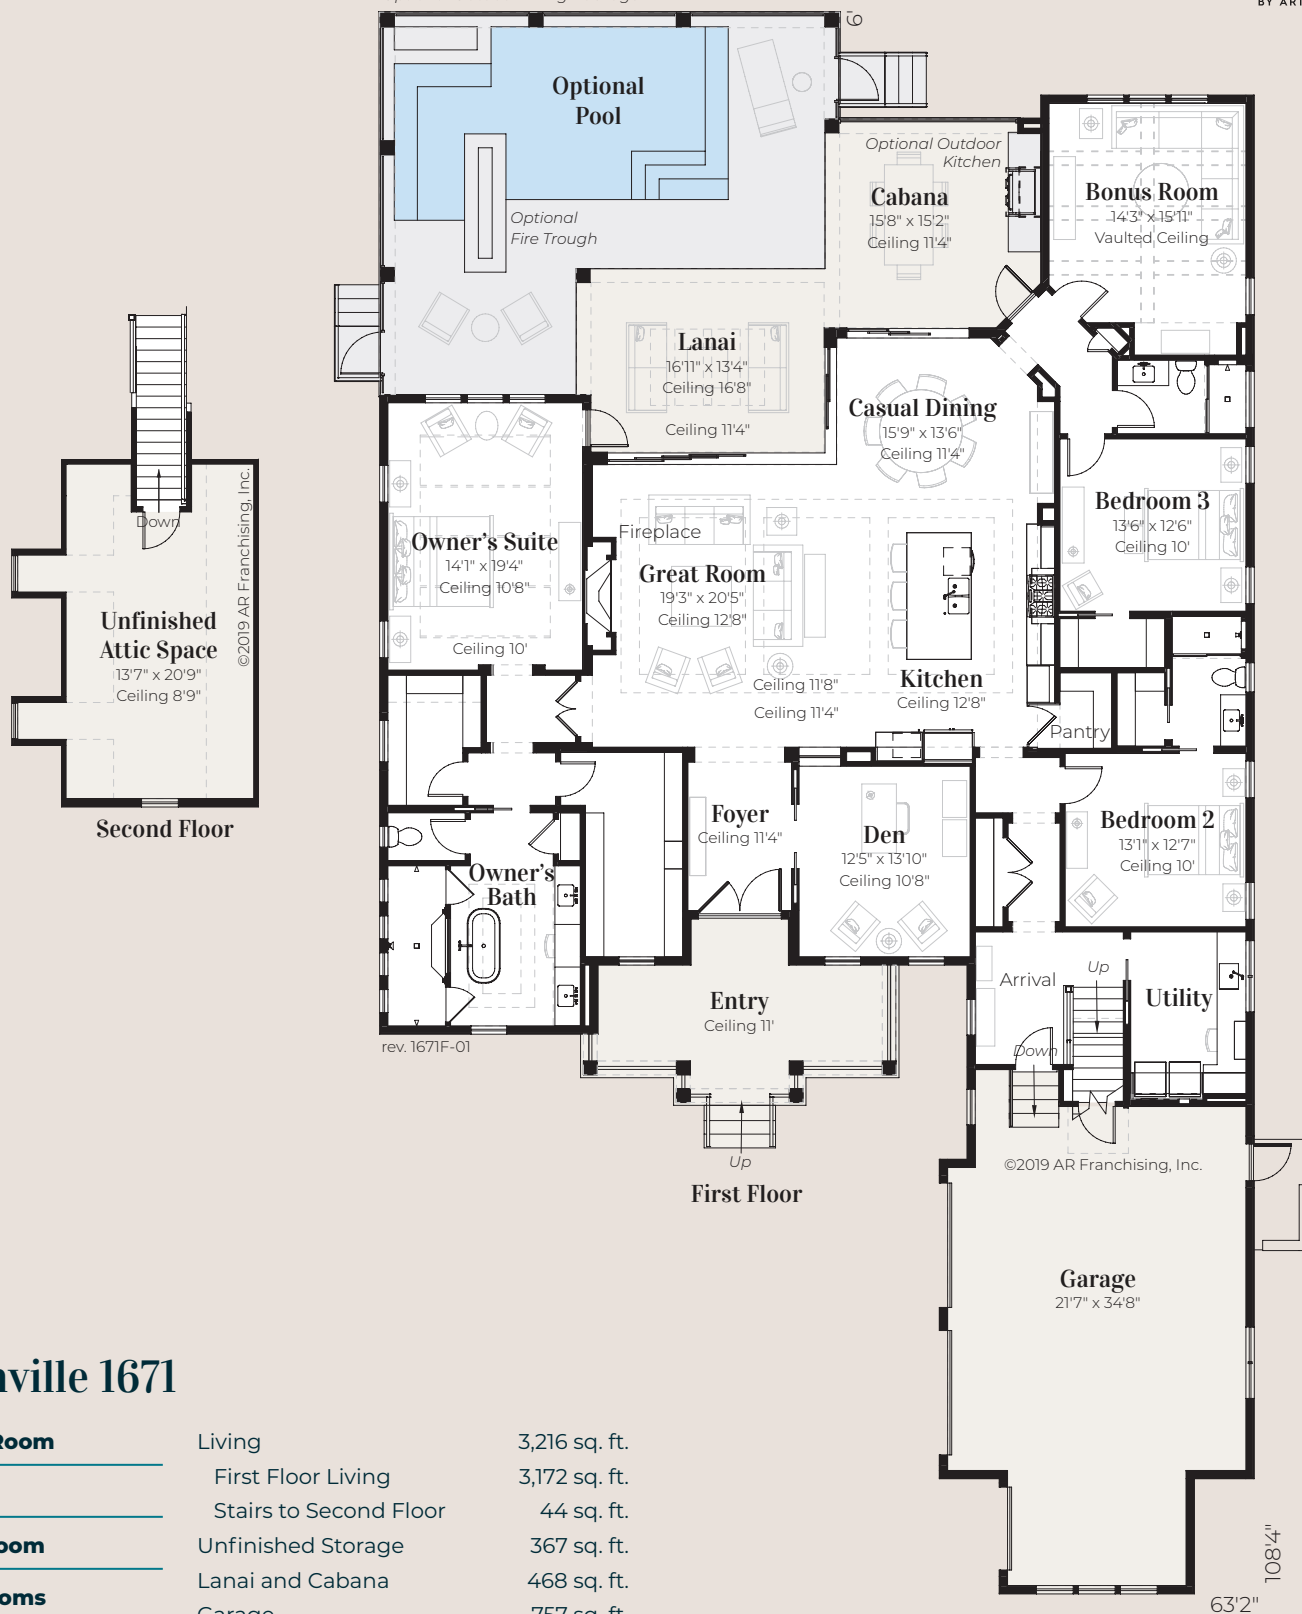 BY ART
6'
Optional
Pool
Optional Outdoor
Kitchen
Cabana
15'8" x 15'2"
Ceiling 11'4"
Bonus Room
14'3" x 15'11"
Vaulted Ceiling
Optional
Fire Trough
Lanai
16'11" x 13'4"
Ceiling 16'8"
Ceiling 11'4"
Casual Dining
15'9" x 13'6"
Ceiling 11'4"
Bedroom 3
13'6" x 12'6"
Ceiling 10'
Owner's Suite
14'1" x 19'4"
Ceiling 10'8"
Ceiling 10'
Fireplace
Great Room
19'3" x 20'5"
Ceiling 12'8"
Ceiling 11'8"
Ceiling 11'4"
Kitchen
Ceiling 12'8"
Pantry
Down
©2019 AR Franchising, Inc.
Unfinished
Attic Space
13'7" x 20'9"
Ceiling 8'9"
Second Floor
Foyer
Ceiling 11'4"
Den
12'5" x 13'10"
Ceiling 10'8"
Bedroom 2
13'1" x 12'7"
Ceiling 10'
Owner's
Bath
Entry
Ceiling 11'
Arrival
Up
Utility
Down
rev. 1671F-01
Up
First Floor
©2019 AR Franchising, Inc.
Garage
21'7" x 34'8"
108'4"
63'2"
ville 1671
Room
oom
oms
Living 3,216 sq. ft.
First Floor Living 3,172 sq. ft.
Stairs to Second Floor 44 sq. ft.
Unfinished Storage 367 sq. ft.
Lanai and Cabana 468 sq. ft.
Garage 757 sq. ft.